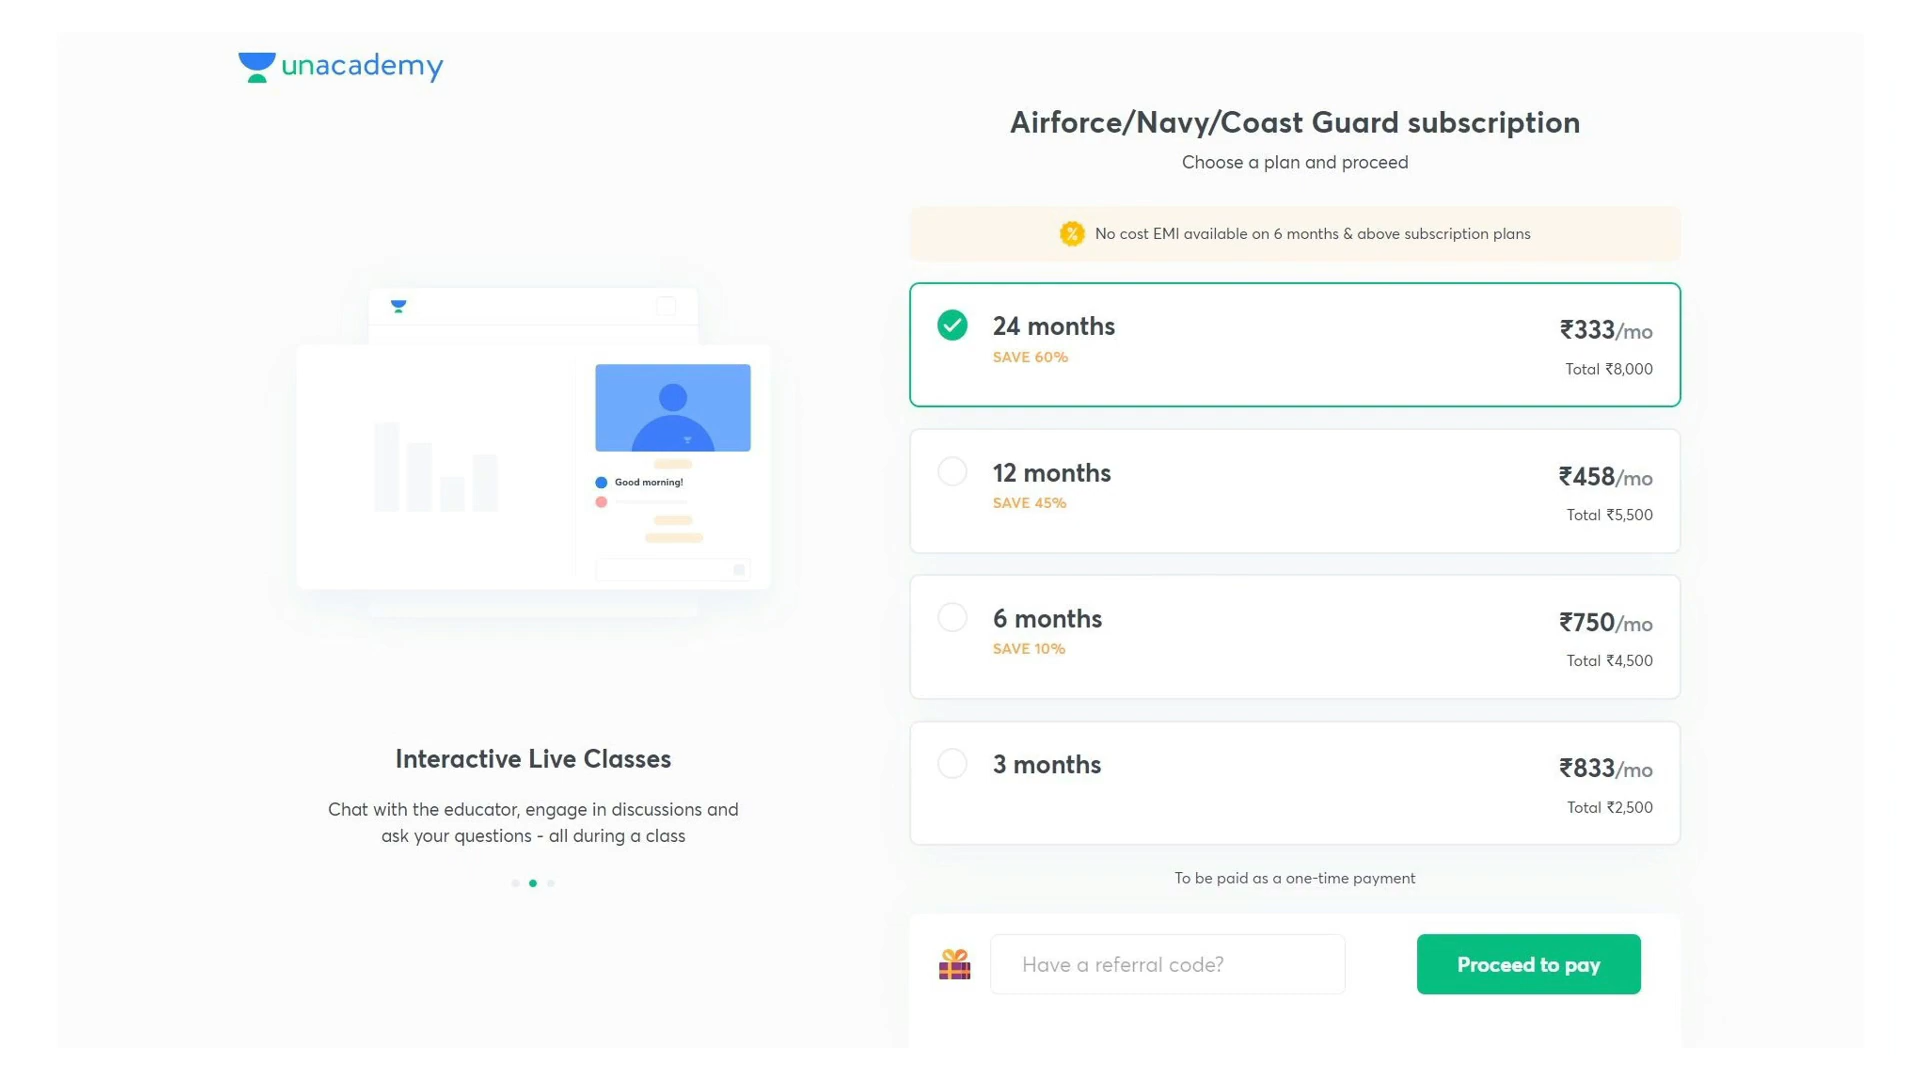 unacademy
Airforce/Navy/Coast Guard subscription
Choose a plan and proceed
No cost EMI available on 6 months & above subscription plans
24 months
₹333/mo
SAVE 60%
Total ₹8,000
12 months
₹458/mo
SAVE 45%
Total ₹5,500
6 months
₹750/mo
SAVE 10%
Total ₹4,500
3 months
₹833/mo
Total ₹2,500
To be paid as a one-time payment
Have a referral code?
Proceed to pay
Good morning!
Interactive Live Classes
Chat with the educator, engage in discussions and
ask your questions - all during a class